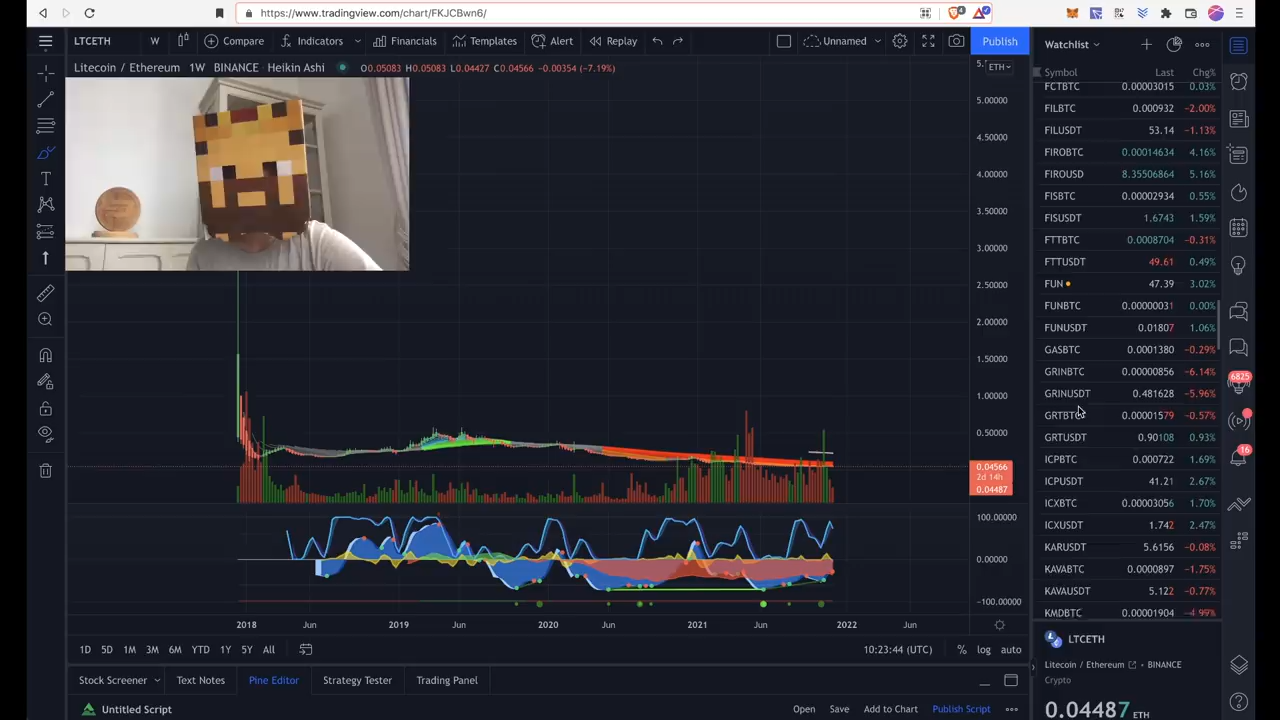 https://www.tradingview.com/chart/FKJCBwn6/
LTCETH W Compare Indicators Financials Templates Alert Replay Unnamed Publish
Litecoin / Ethereum 1W BINANCE Heikin Ashi O0.05083 H0.05083 L0.04427 C0.04566 −0.00354 (−7.19%)
ETH
5.00000
4.50000
4.00000
3.50000
3.00000
2.50000
2.00000
1.50000
1.00000
0.50000
0.04566
2d 14h
0.04487
100.00000
0.00000
−100.00000
2018 Jun 2019 Jun 2020 Jun 2021 Jun 2022 Jun
1D 5D 1M 3M 6M YTD 1Y 5Y All 10:23:44 (UTC) % log auto
Stock Screener Text Notes Pine Editor Strategy Tester Trading Panel
Untitled Script Open Save Add to Chart Publish Script
Watchlist
Symbol Last Chg%
FCTBTC 0.00003015 0.03%
FILBTC 0.000932 −2.00%
FILUSDT 53.14 −1.13%
FIROBTC 0.00014634 4.16%
FIROUSD 8.35506864 5.16%
FISBTC 0.00002934 0.55%
FISUSDT 1.6743 1.59%
FTTBTC 0.0008704 −0.31%
FTTUSDT 49.61 0.49%
FUN 47.39 3.02%
FUNBTC 0.00000031 0.00%
FUNUSDT 0.01807 1.06%
GASBTC 0.0001380 −0.29%
GRINBTC 0.00000856 −6.14%
GRINUSDT 0.481628 −5.96%
GRTBTC 0.00001579 −0.57%
GRTUSDT 0.90108 0.93%
ICPBTC 0.000722 1.69%
ICPUSDT 41.21 2.67%
ICXBTC 0.00003056 1.70%
ICXUSDT 1.742 2.47%
KARUSDT 5.6156 −0.08%
KAVABTC 0.0000897 −1.75%
KAVAUSDT 5.122 −0.77%
KMDBTC 0.00001904 −4.99%
LTCETH
Litecoin / Ethereum • BINANCE
Crypto
0.04487 ETH
4
6825
16